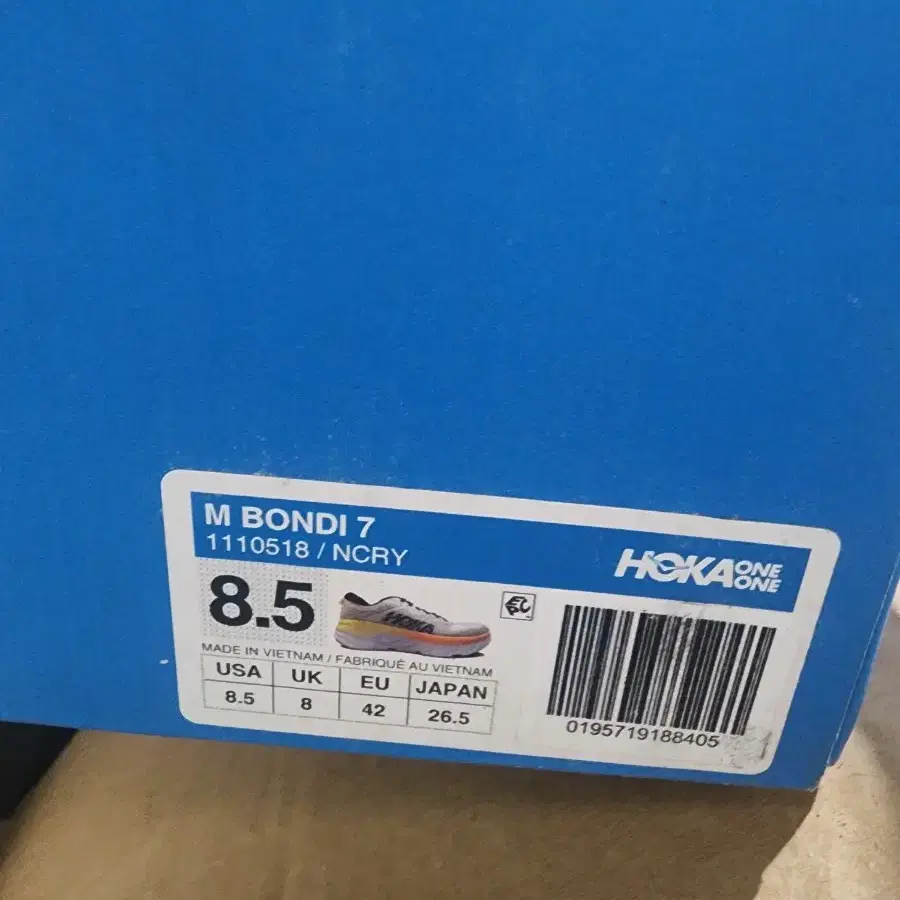 M BONDI 7
1110518 / NCRY
HOKA ONE ONE
8.5
MADE IN VIETNAM / FABRIQUÉ AU VIETNAM
USA UK EU JAPAN
8.5 8 42 26.5
0195719188405